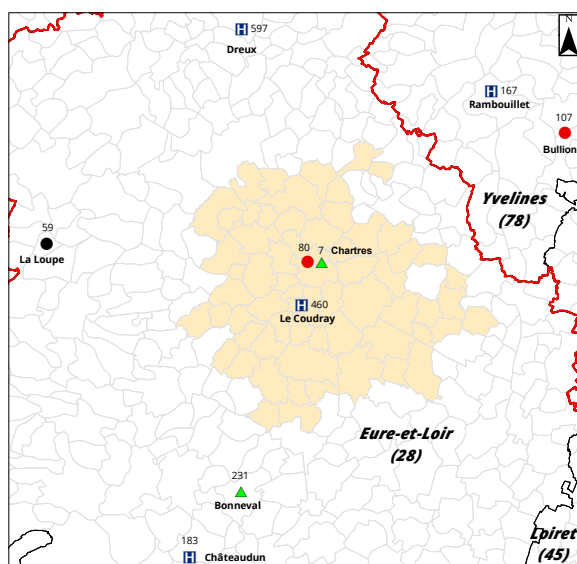 N
H 597
Dreux
H 167
Rambouillet
107
Bullion
Yvelines
(78)
59
La Loupe
80
7
Chartres
H 460
Le Coudray
Eure-et-Loir
(28)
231
Bonneval
Loiret
(45)
183
H
Châteaudun